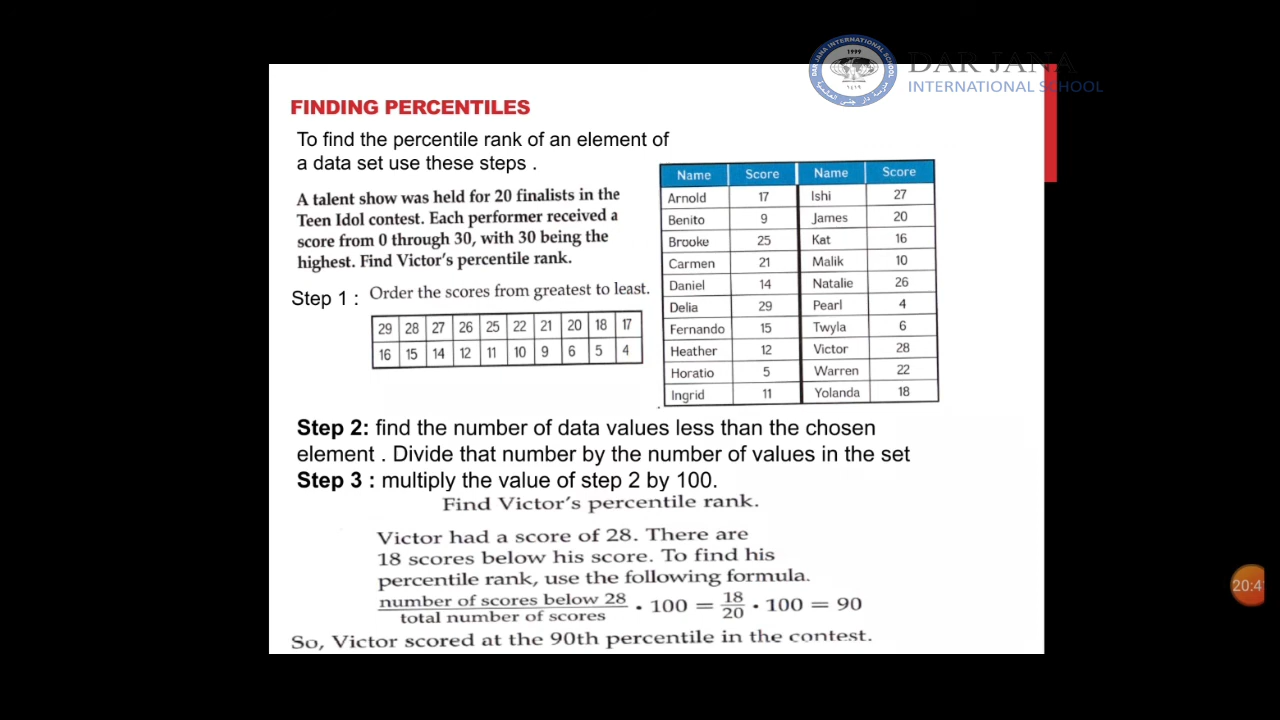 DAR JANA
INTERNATIONAL SCHOOL
DAR JANA INTERNATIONAL SCHOOL
1999
١٤١٩
FINDING PERCENTILES
To find the percentile rank of an element of
a data set use these steps .
A talent show was held for 20 finalists in the
Teen Idol contest. Each performer received a
score from 0 through 30, with 30 being the
highest. Find Victor's percentile rank.
Step 1 : Order the scores from greatest to least.
29 28 27 26 25 22 21 20 18 17
16 15 14 12 11 10 9 6 5 4
Name Score Name Score
Arnold 17 Ishi 27
Benito 9 James 20
Brooke 25 Kat 16
Carmen 21 Malik 10
Daniel 14 Natalie 26
Delia 29 Pearl 4
Fernando 15 Twyla 6
Heather 12 Victor 28
Horatio 5 Warren 22
Ingrid 11 Yolanda 18
Step 2: find the number of data values less than the chosen
element . Divide that number by the number of values in the set
Step 3 : multiply the value of step 2 by 100.
Find Victor's percentile rank.
Victor had a score of 28. There are
18 scores below his score. To find his
percentile rank, use the following formula.
number of scores below 28 / total number of scores • 100 = 18/20 • 100 = 90
So, Victor scored at the 90th percentile in the contest.